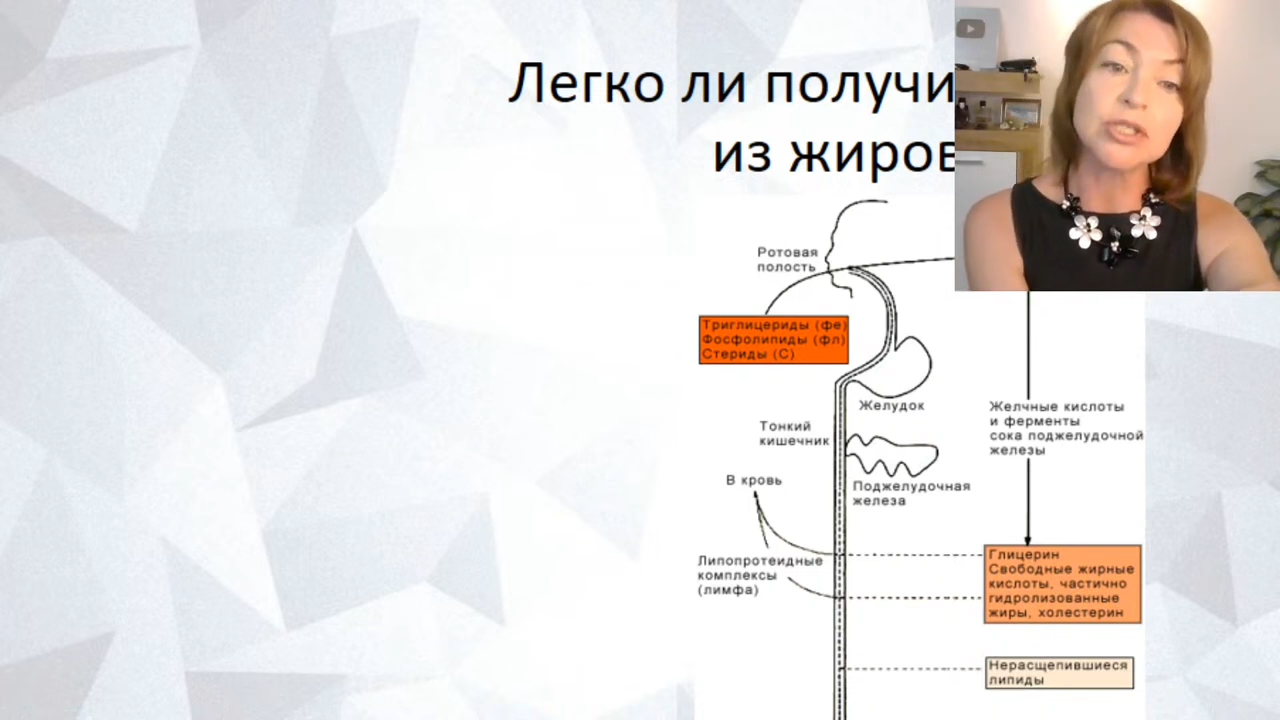 Легко ли получи
из жиров
Ротовая
полость
Триглицериды (фе)
Фосфолипиды (фл)
Стериды (С)
Желудок
Тонкий
кишечник
Желчные кислоты
и ферменты
сока поджелудочной
железы
В кровь
Поджелудочная
железа
Липопротеидные
комплексы
(лимфа)
Глицерин
Свободные жирные
кислоты, частично
гидролизованные
жиры, холестерин
Нерасщепившиеся
липиды